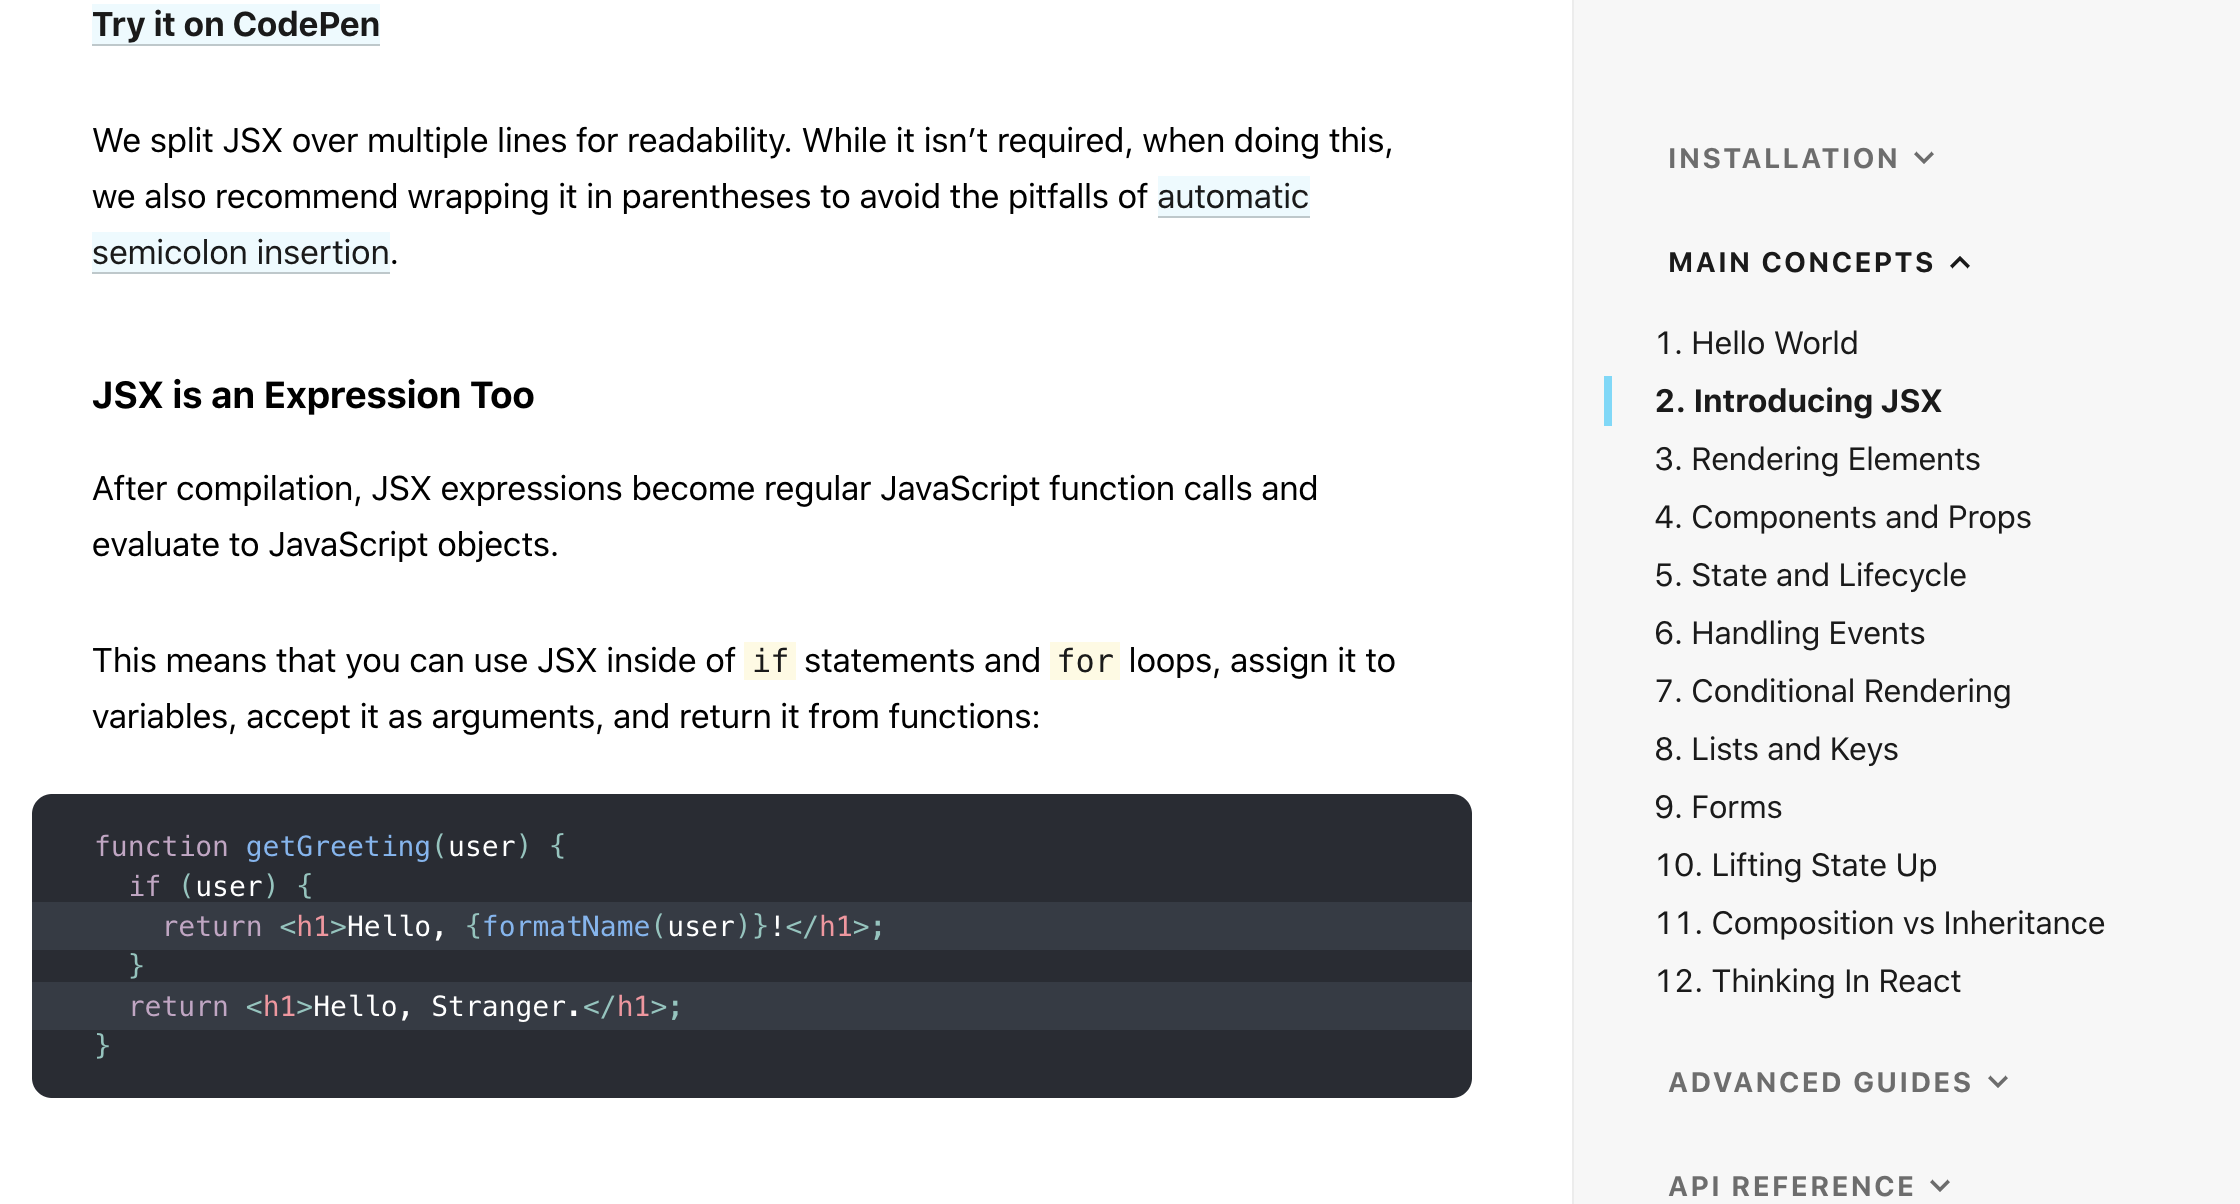 Try it on CodePen
We split JSX over multiple lines for readability. While it isn’t required, when doing this,
we also recommend wrapping it in parentheses to avoid the pitfalls of automatic
semicolon insertion.
JSX is an Expression Too
After compilation, JSX expressions become regular JavaScript function calls and
evaluate to JavaScript objects.
This means that you can use JSX inside of if statements and for loops, assign it to
variables, accept it as arguments, and return it from functions:
function getGreeting(user) {
  if (user) {
    return <h1>Hello, {formatName(user)}!</h1>;
  }
  return <h1>Hello, Stranger.</h1>;
}
INSTALLATION
MAIN CONCEPTS
1. Hello World
2. Introducing JSX
3. Rendering Elements
4. Components and Props
5. State and Lifecycle
6. Handling Events
7. Conditional Rendering
8. Lists and Keys
9. Forms
10. Lifting State Up
11. Composition vs Inheritance
12. Thinking In React
ADVANCED GUIDES
API REFERENCE